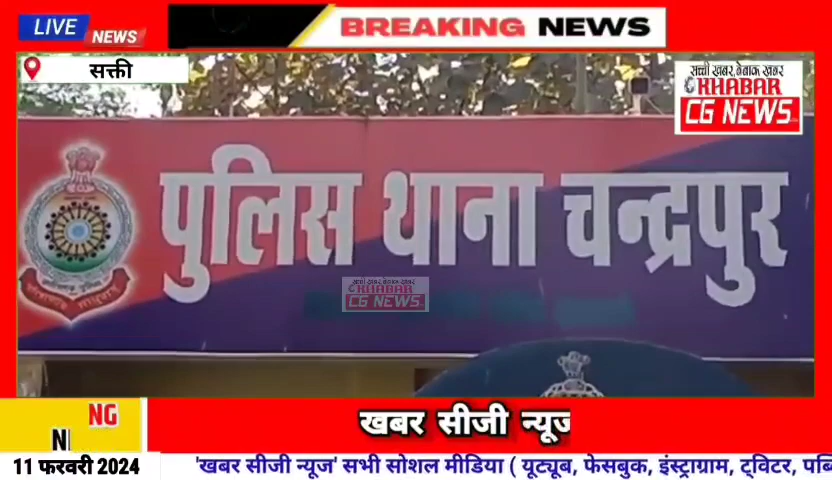 LIVE NEWS
BREAKING NEWS
सक्ती
सच्ची खबर, बेबाक खबर
KHABAR
CG NEWS
पुलिस थाना चन्द्रपुर
KHABAR
CG NEWS
NG
खबर सीजी न्यूज
11 फरवरी 2024
'खबर सीजी न्यूज' सभी सोशल मीडिया ( यूट्यूब, फेसबुक, इंस्ट्राग्राम, ट्विटर, पब्लि